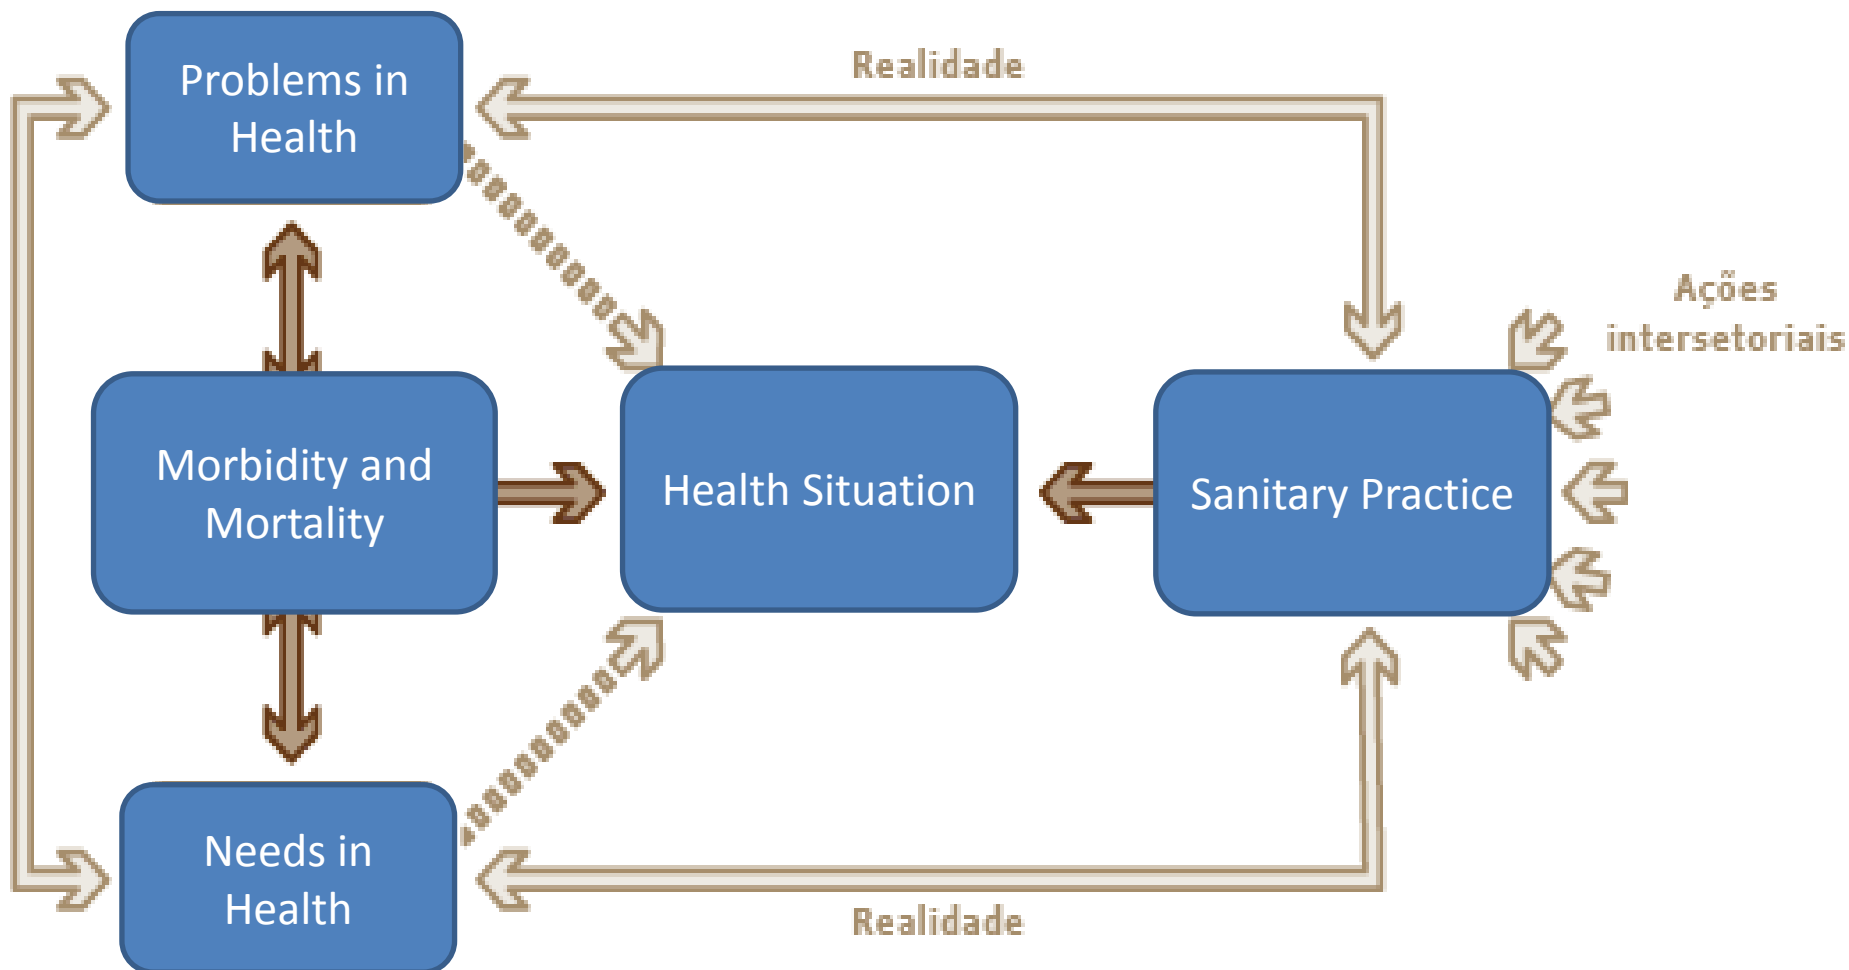 Problems in
Health
Realidade
Ações
intersetoriais
Morbidity and
Mortality
Health Situation
Sanitary Practice
Needs in
Health
Realidade